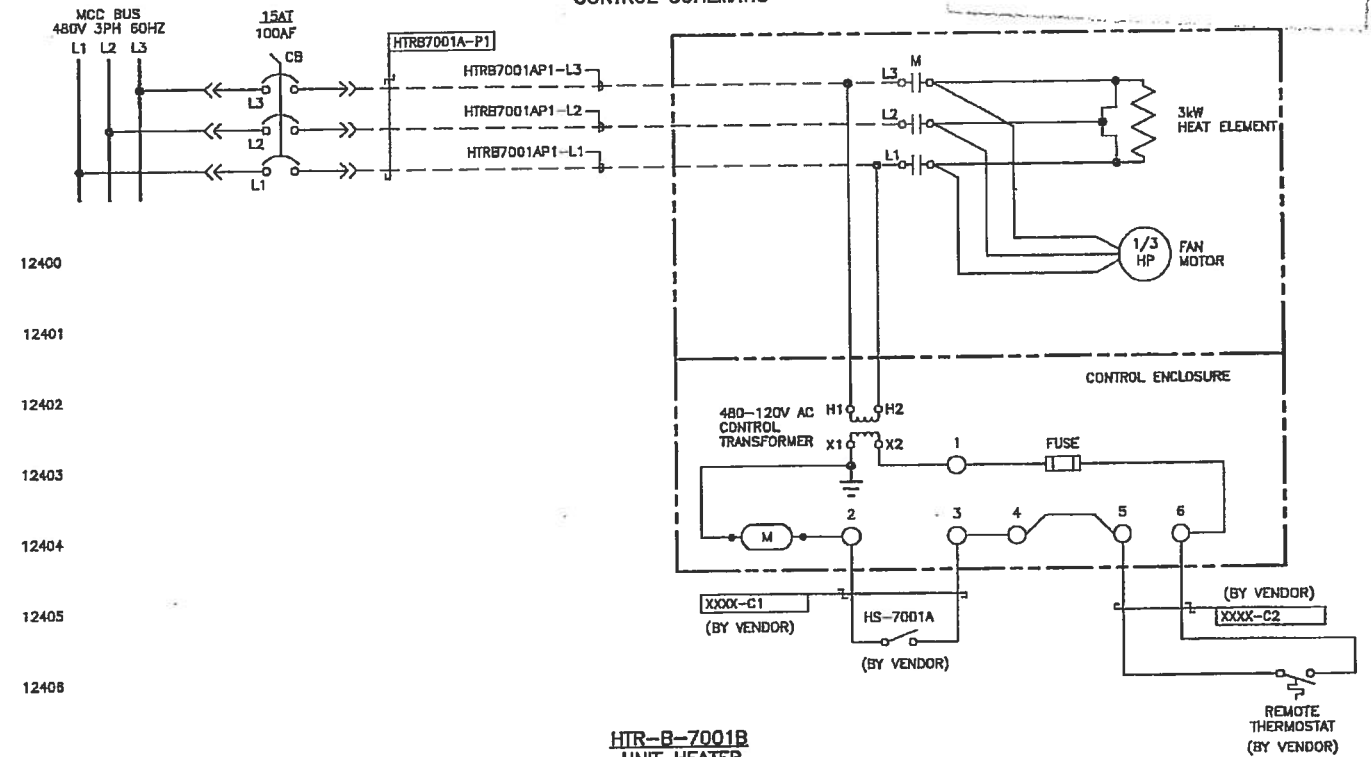 CONTROL SCHEMATIC
MCC BUS
480V 3PH 60HZ
L1 L2 L3
15AT
100AF
CB
L3
L2
L1
HTRB7001A-P1
HTRB7001AP1-L3
HTRB7001AP1-L2
HTRB7001AP1-L1
M
L3
L2
L1
3kW
HEAT ELEMENT
1/3
HP
FAN
MOTOR
12400
12401
12402
12403
12404
12405
12406
CONTROL ENCLOSURE
480-120V AC
CONTROL
TRANSFORMER
H1 H2
X1 X2
1
FUSE
2 3 4 5 6
M
XXXX-C1
(BY VENDOR)
HS-7001A
(BY VENDOR)
(BY VENDOR)
XXXX-C2
REMOTE
THERMOSTAT
(BY VENDOR)
HTR-B-7001B
UNIT HEATER